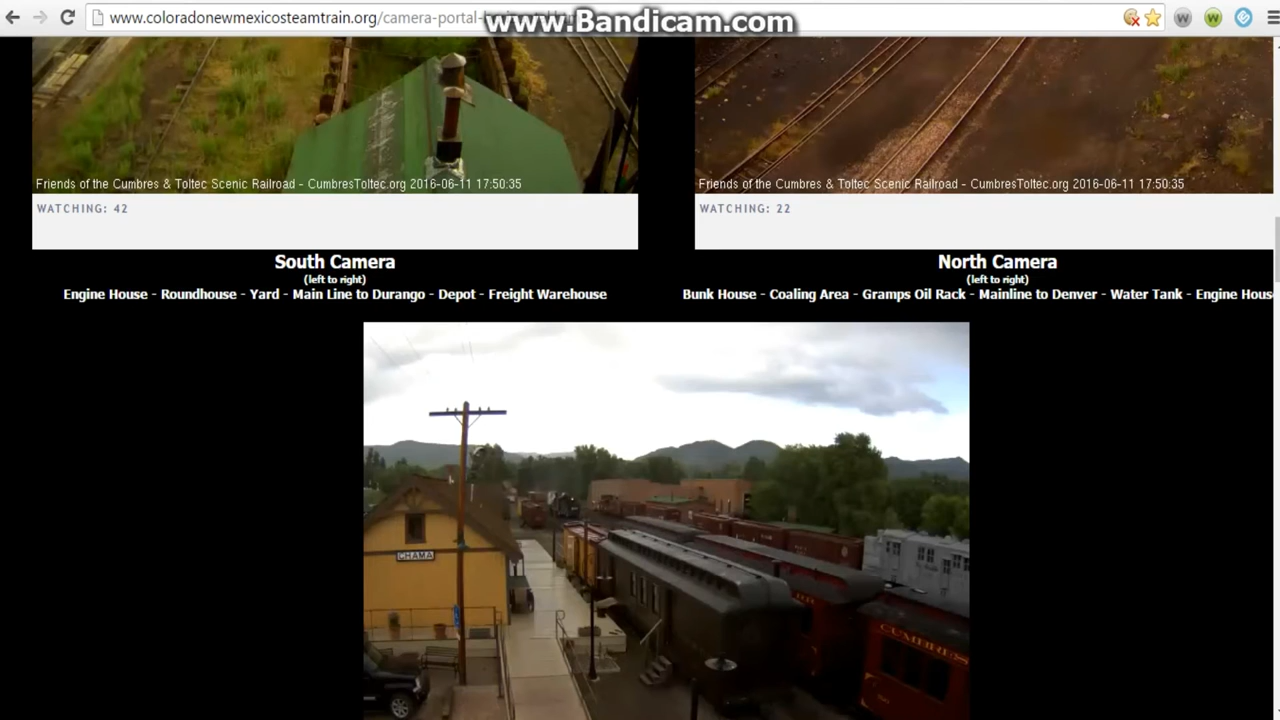 www.coloradonewmexicosteamtrain.org/camera-portal-
www.Bandicam.com
Friends of the Cumbres & Toltec Scenic Railroad - CumbresToltec.org 2016-06-11 17:50:35
Friends of the Cumbres & Toltec Scenic Railroad - CumbresToltec.org 2016-06-11 17:50:35
WATCHING: 42
WATCHING: 22
South Camera
(left to right)
Engine House - Roundhouse - Yard - Main Line to Durango - Depot - Freight Warehouse
North Camera
(left to right)
Bunk House - Coaling Area - Gramps Oil Rack - Mainline to Denver - Water Tank - Engine Hous
CHAMA
CUMBRES